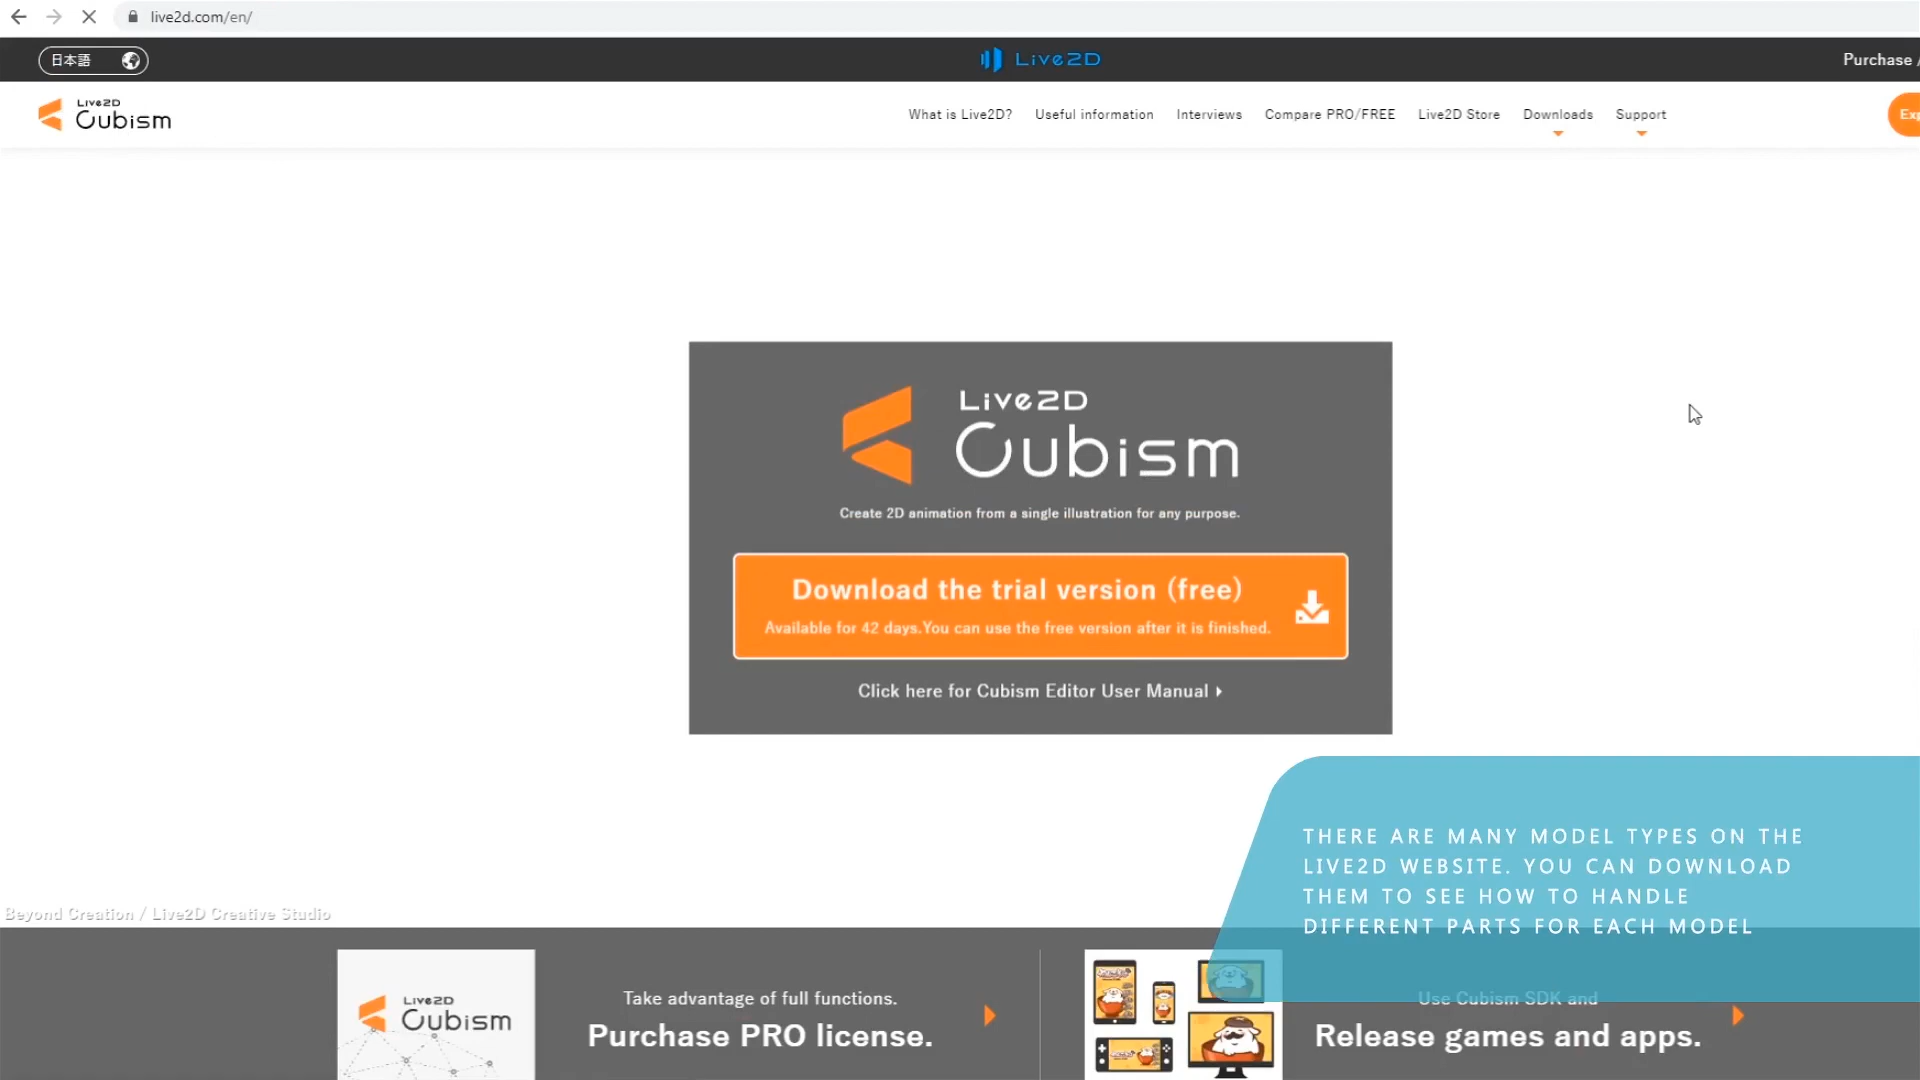 live2d.com/en/
日本語
Live2D
Purchase /
Live2D
Cubism
What is Live2D?
Useful information
Interviews
Compare PRO/FREE
Live2D Store
Downloads
Support
Live2D
Cubism
Create 2D animation from a single illustration for any purpose.
Download the trial version (free)
Available for 42 days.You can use the free version after it is finished.
Click here for Cubism Editor User Manual
THERE ARE MANY MODEL TYPES ON THE
LIVE2D WEBSITE. YOU CAN DOWNLOAD
THEM TO SEE HOW TO HANDLE
DIFFERENT PARTS FOR EACH MODEL
Beyond Creation / Live2D Creative Studio
Live2D
Cubism
Take advantage of full functions.
Purchase PRO license.
Use Cubism SDK and
Release games and apps.